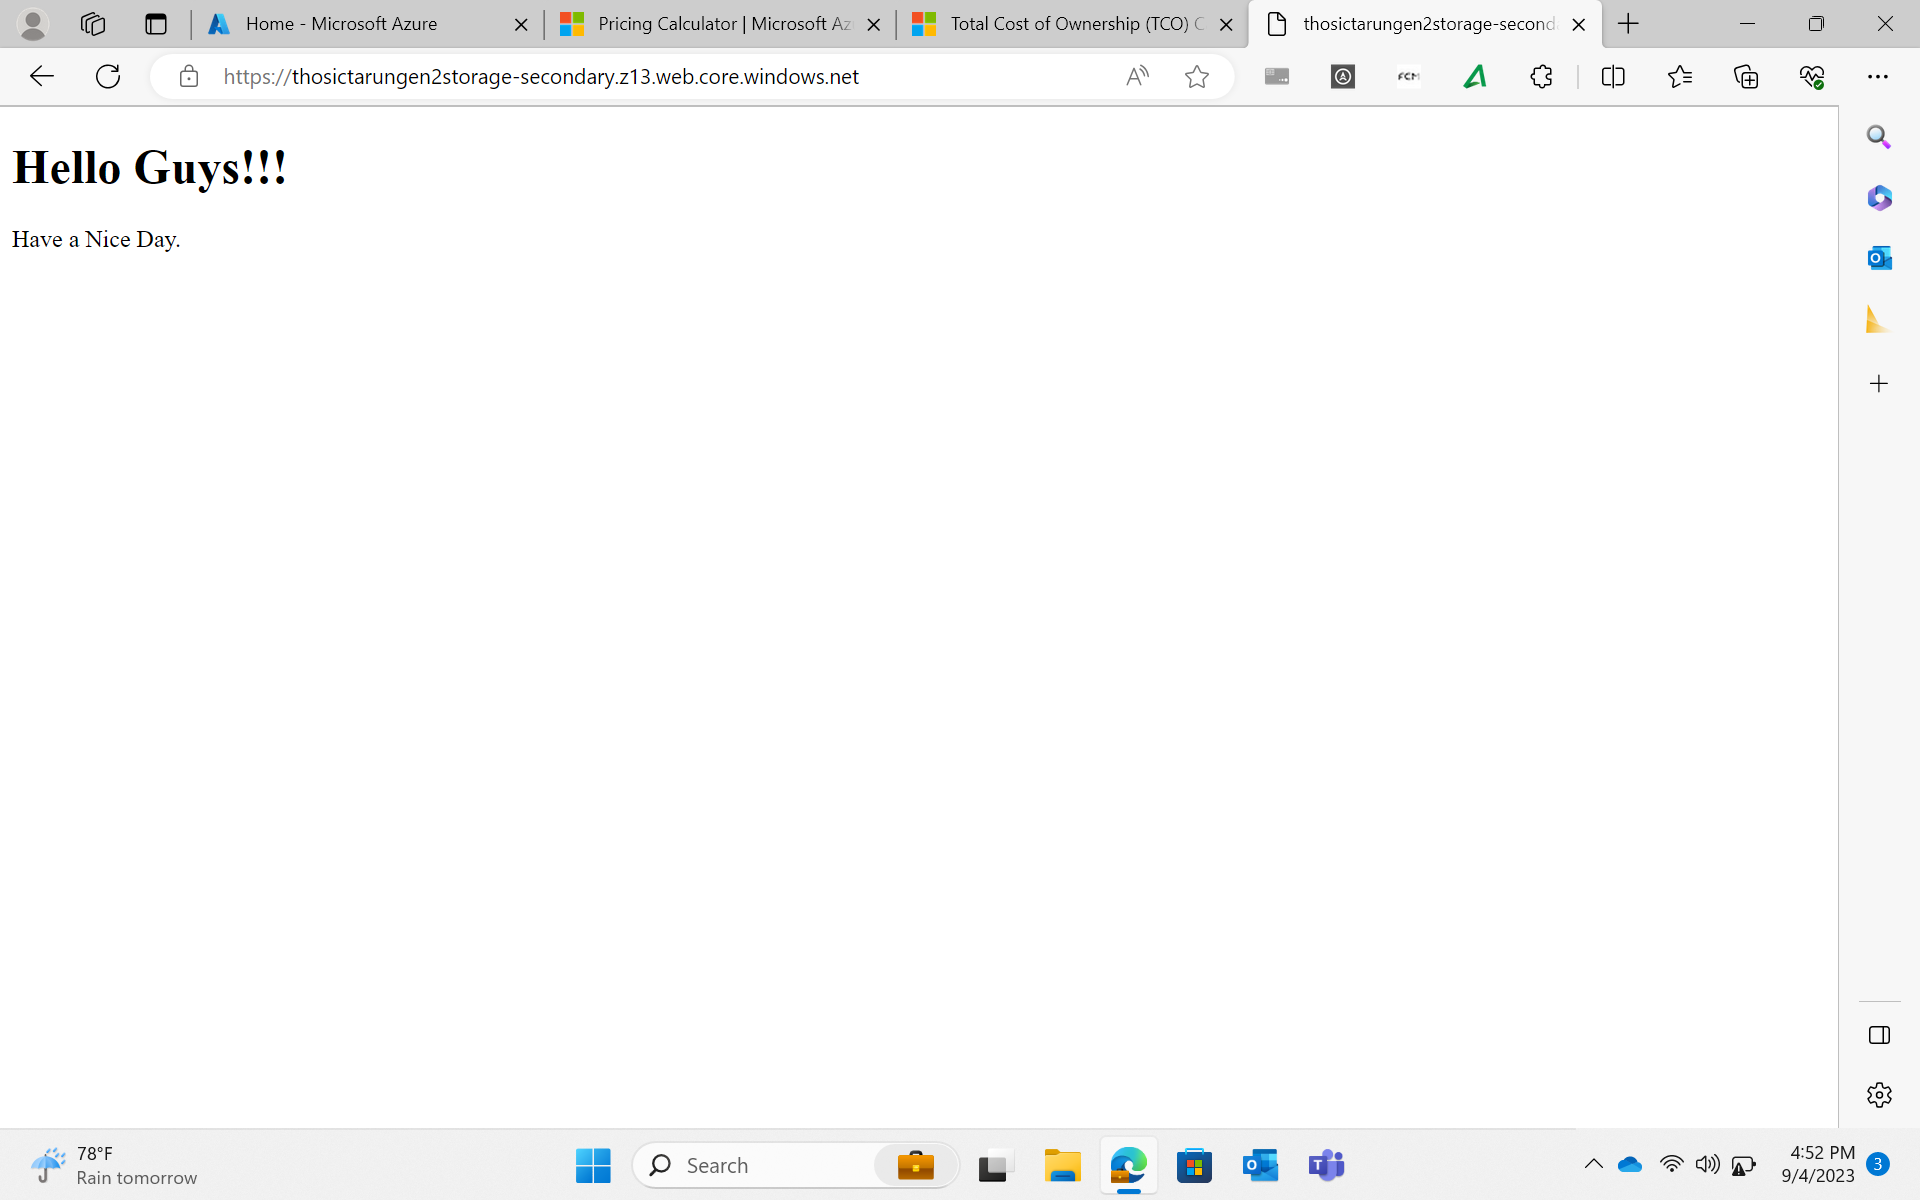 Home - Microsoft Azure
Pricing Calculator | Microsoft Az
Total Cost of Ownership (TCO) C
thosictarungen2storage-second
https://thosictarungen2storage-secondary.z13.web.core.windows.net
FCM
Hello Guys!!!
Have a Nice Day.
78°F
Rain tomorrow
Search
4:52 PM
9/4/2023
3